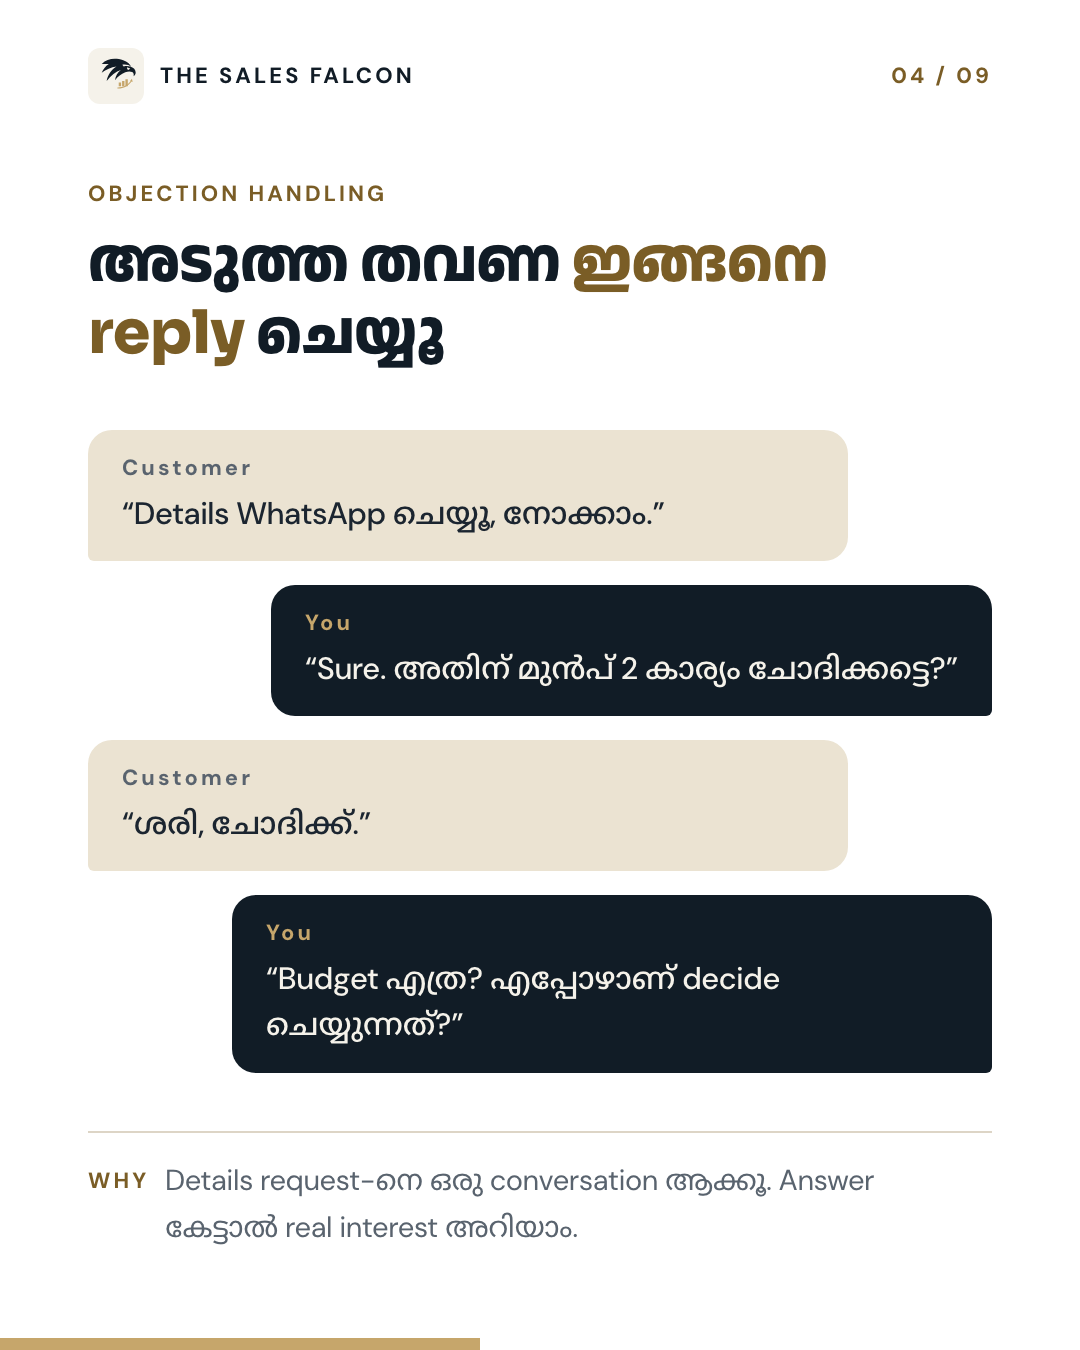 THE SALES FALCON
04 / 09
OBJECTION HANDLING
അടുത്ത തവണ ഇങ്ങനെ
reply ചെയ്യൂ
Customer
“Details WhatsApp ചെയ്യൂ, നോക്കാം.”
You
“Sure. അതിന് മുൻപ് 2 കാര്യം ചോദിക്കട്ടെ?”
Customer
“ശരി, ചോദിക്ക്.”
You
“Budget എത്ര? എപ്പോഴാണ് decide
ചെയ്യുന്നത്?”
WHY Details request-നെ ഒരു conversation ആക്കൂ. Answer
കേട്ടാൽ real interest അറിയാം.